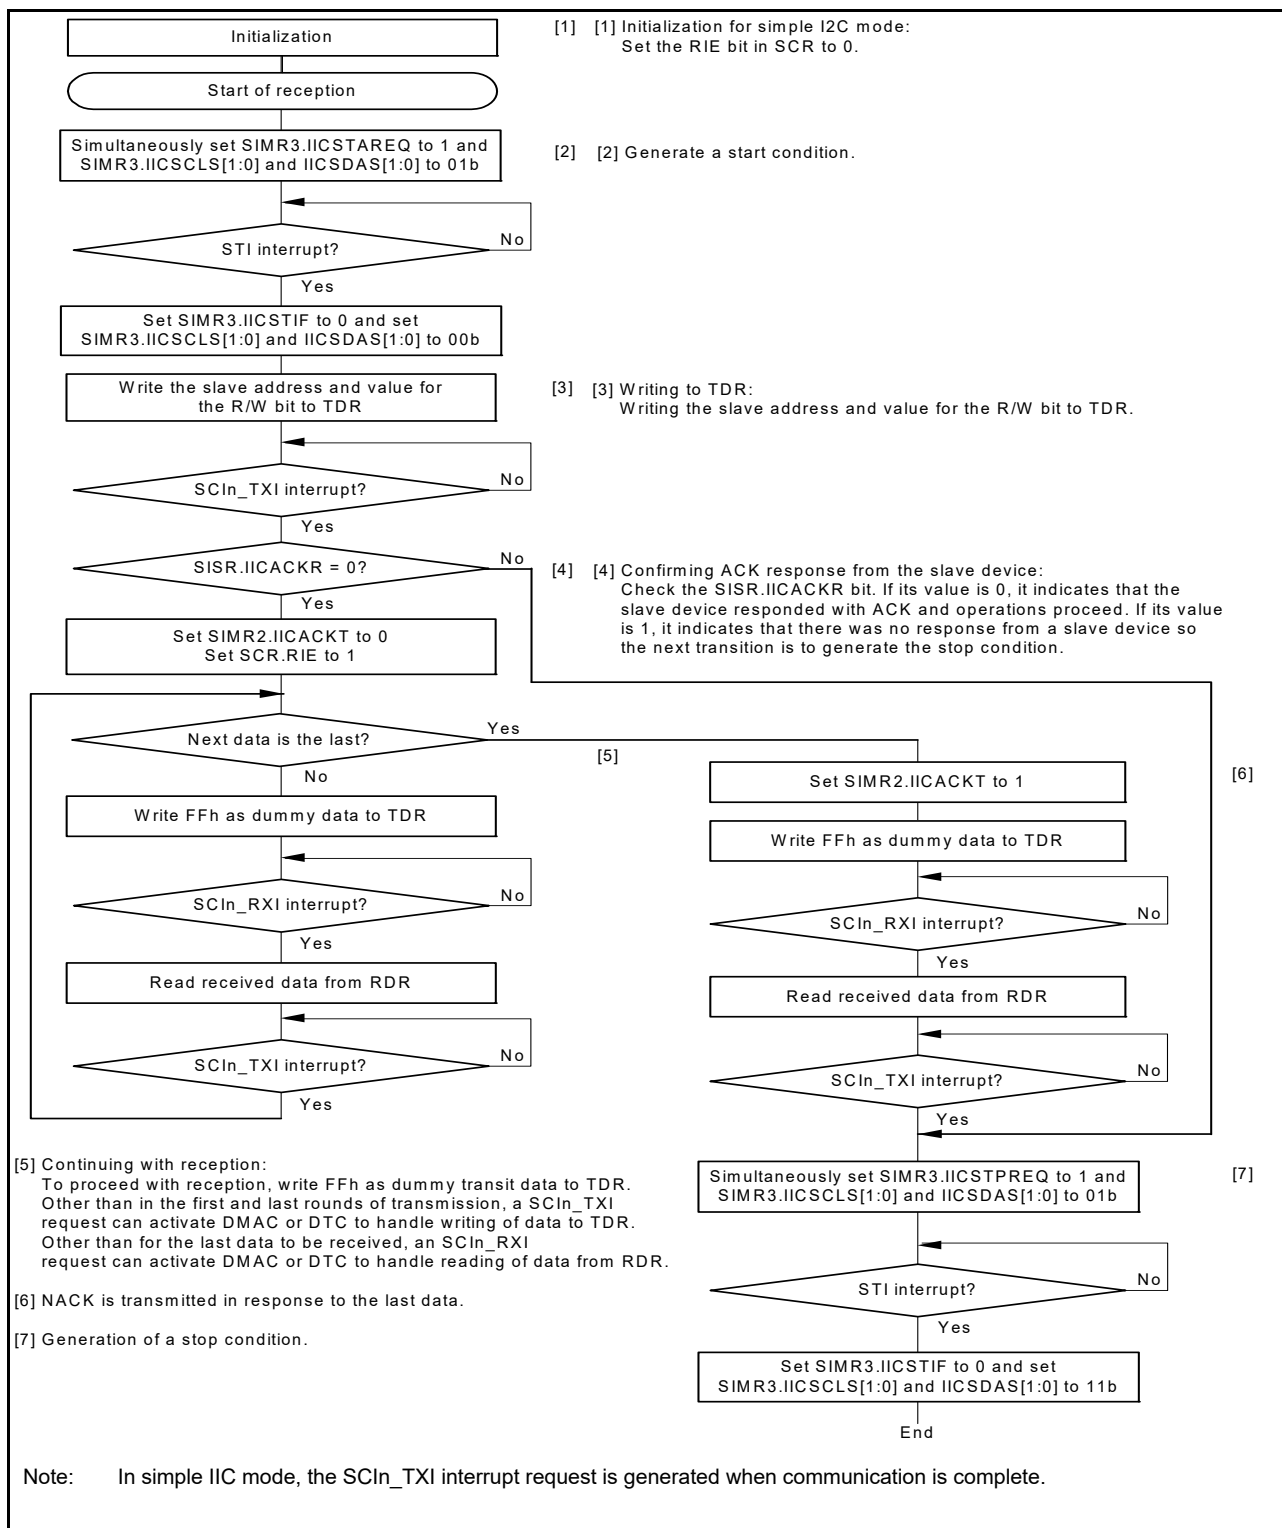 Initialization
[1] [1] Initialization for simple I2C mode:
Set the RIE bit in SCR to 0.
Start of reception
Simultaneously set SIMR3.IICSTAREQ to 1 and
SIMR3.IICSCLS[1:0] and IICSDAS[1:0] to 01b
[2] [2] Generate a start condition.
STI interrupt?
No
Yes
Set SIMR3.IICSTIF to 0 and set
SIMR3.IICSCLS[1:0] and IICSDAS[1:0] to 00b
Write the slave address and value for
the R/W bit to TDR
[3] [3] Writing to TDR:
Writing the slave address and value for the R/W bit to TDR.
SCIn_TXI interrupt?
No
Yes
SISR.IICACKR = 0?
No
Yes
[4] [4] Confirming ACK response from the slave device:
Check the SISR.IICACKR bit. If its value is 0, it indicates that the
slave device responded with ACK and operations proceed. If its value
is 1, it indicates that there was no response from a slave device so
the next transition is to generate the stop condition.
Set SIMR2.IICACKT to 0
Set SCR.RIE to 1
Next data is the last?
Yes
No
[5]
Write FFh as dummy data to TDR
SCIn_RXI interrupt?
No
Yes
Read received data from RDR
SCIn_TXI interrupt?
No
Yes
Set SIMR2.IICACKT to 1
[6]
Write FFh as dummy data to TDR
SCIn_RXI interrupt?
No
Yes
Read received data from RDR
SCIn_TXI interrupt?
No
Yes
Simultaneously set SIMR3.IICSTPREQ to 1 and
SIMR3.IICSCLS[1:0] and IICSDAS[1:0] to 01b
[7]
STI interrupt?
No
Yes
Set SIMR3.IICSTIF to 0 and set
SIMR3.IICSCLS[1:0] and IICSDAS[1:0] to 11b
End
[5] Continuing with reception:
To proceed with reception, write FFh as dummy transit data to TDR.
Other than in the first and last rounds of transmission, a SCIn_TXI
request can activate DMAC or DTC to handle writing of data to TDR.
Other than for the last data to be received, an SCIn_RXI
request can activate DMAC or DTC to handle reading of data from RDR.
[6] NACK is transmitted in response to the last data.
[7] Generation of a stop condition.
Note: In simple IIC mode, the SCIn_TXI interrupt request is generated when communication is complete.